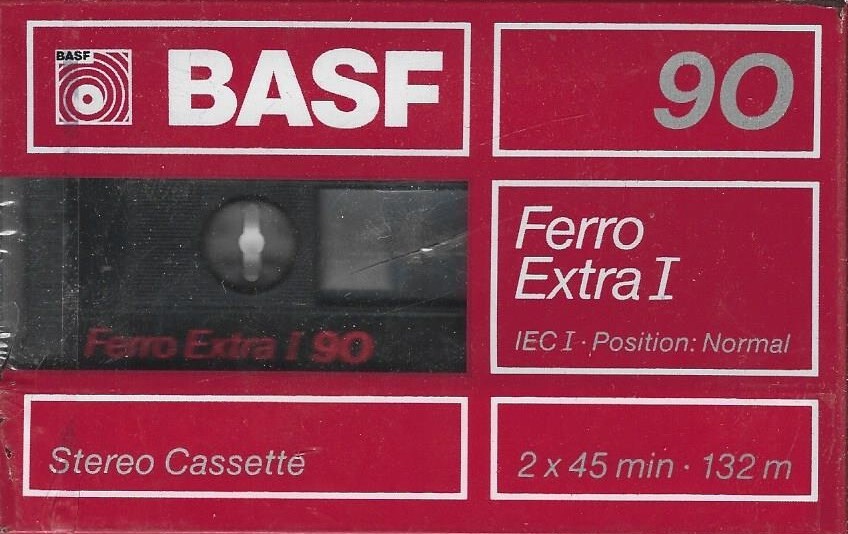 BASF
BASF
90
Ferro Extra I 90
Ferro
Extra I
IEC I · Position: Normal
Stereo Cassette
2 x 45 min · 132 m